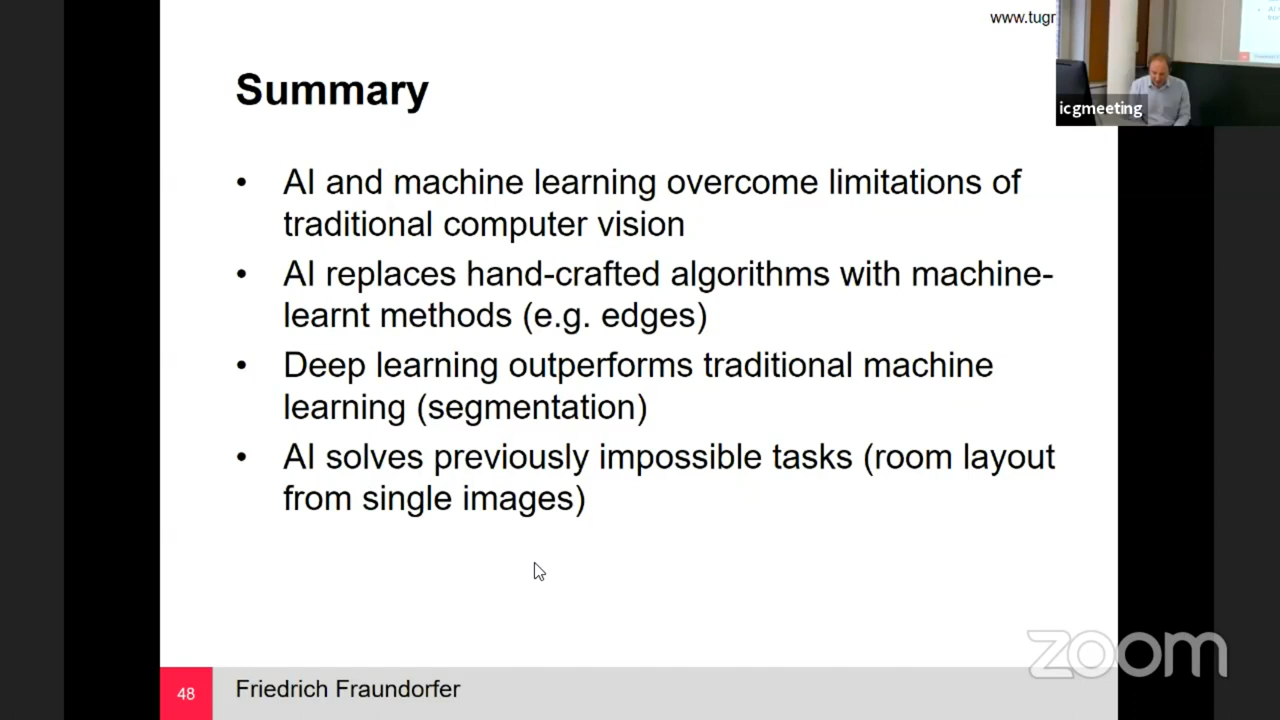 www.tugr
Summary
icgmeeting
• AI and machine learning overcome limitations of
traditional computer vision
• AI replaces hand-crafted algorithms with machine-
learnt methods (e.g. edges)
• Deep learning outperforms traditional machine
learning (segmentation)
• AI solves previously impossible tasks (room layout
from single images)
zoom
48
Friedrich Fraundorfer